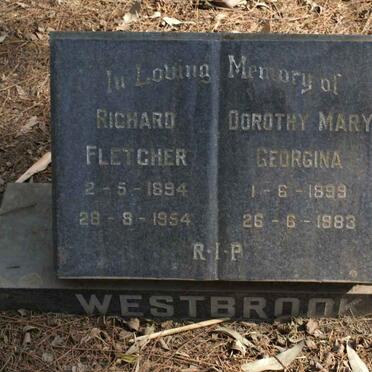 In Loving Memory of
RICHARD
FLETCHER
2-5-1894
28-9-1954
DOROTHY MARY
GEORGINA
1-6-1899
26-6-1983
R·I·P
WESTBROOK